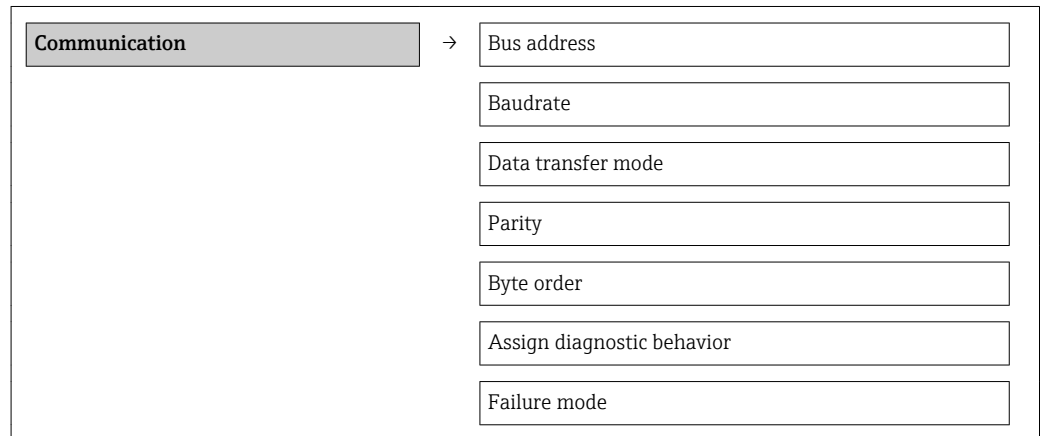 Communication → Bus address
Baudrate
Data transfer mode
Parity
Byte order
Assign diagnostic behavior
Failure mode